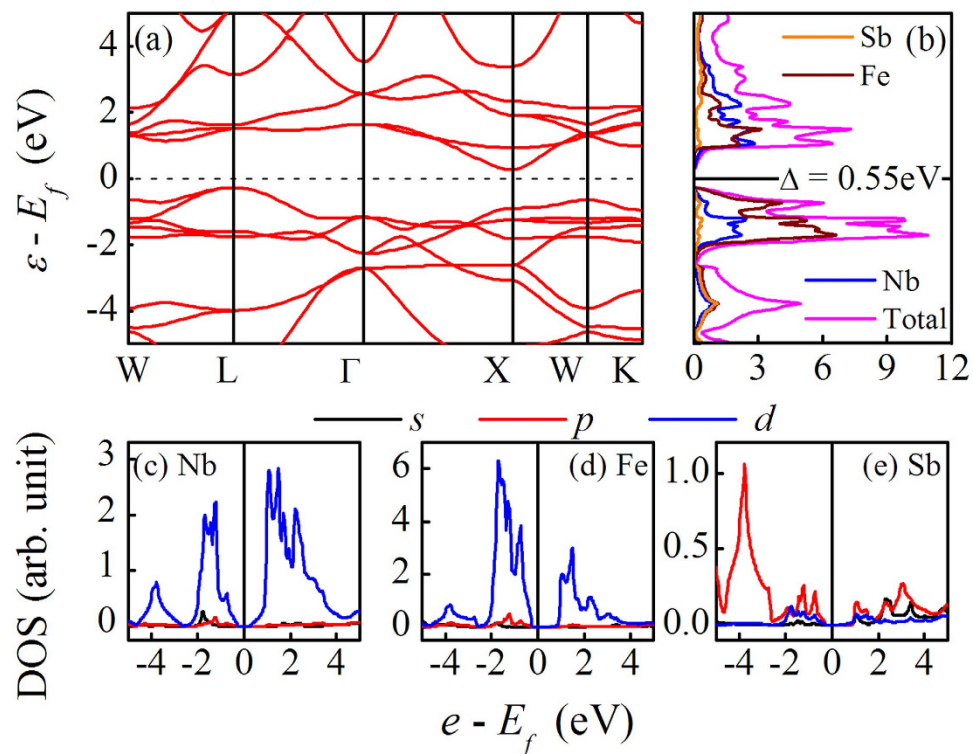 (a)
ε - E_f (eV)
4
2
0
-2
-4
W L Γ X W K
(b)
Sb
Fe
Δ = 0.55eV
Nb
Total
0 3 6 9 12
s p d
DOS (arb. unit)
(c) Nb
3
2
1
0
-4 -2 0 2 4
(d) Fe
6
4
2
0
-4 -2 0 2 4
(e) Sb
1.0
0.5
0.0
-4 -2 0 2 4
e - E_f (eV)